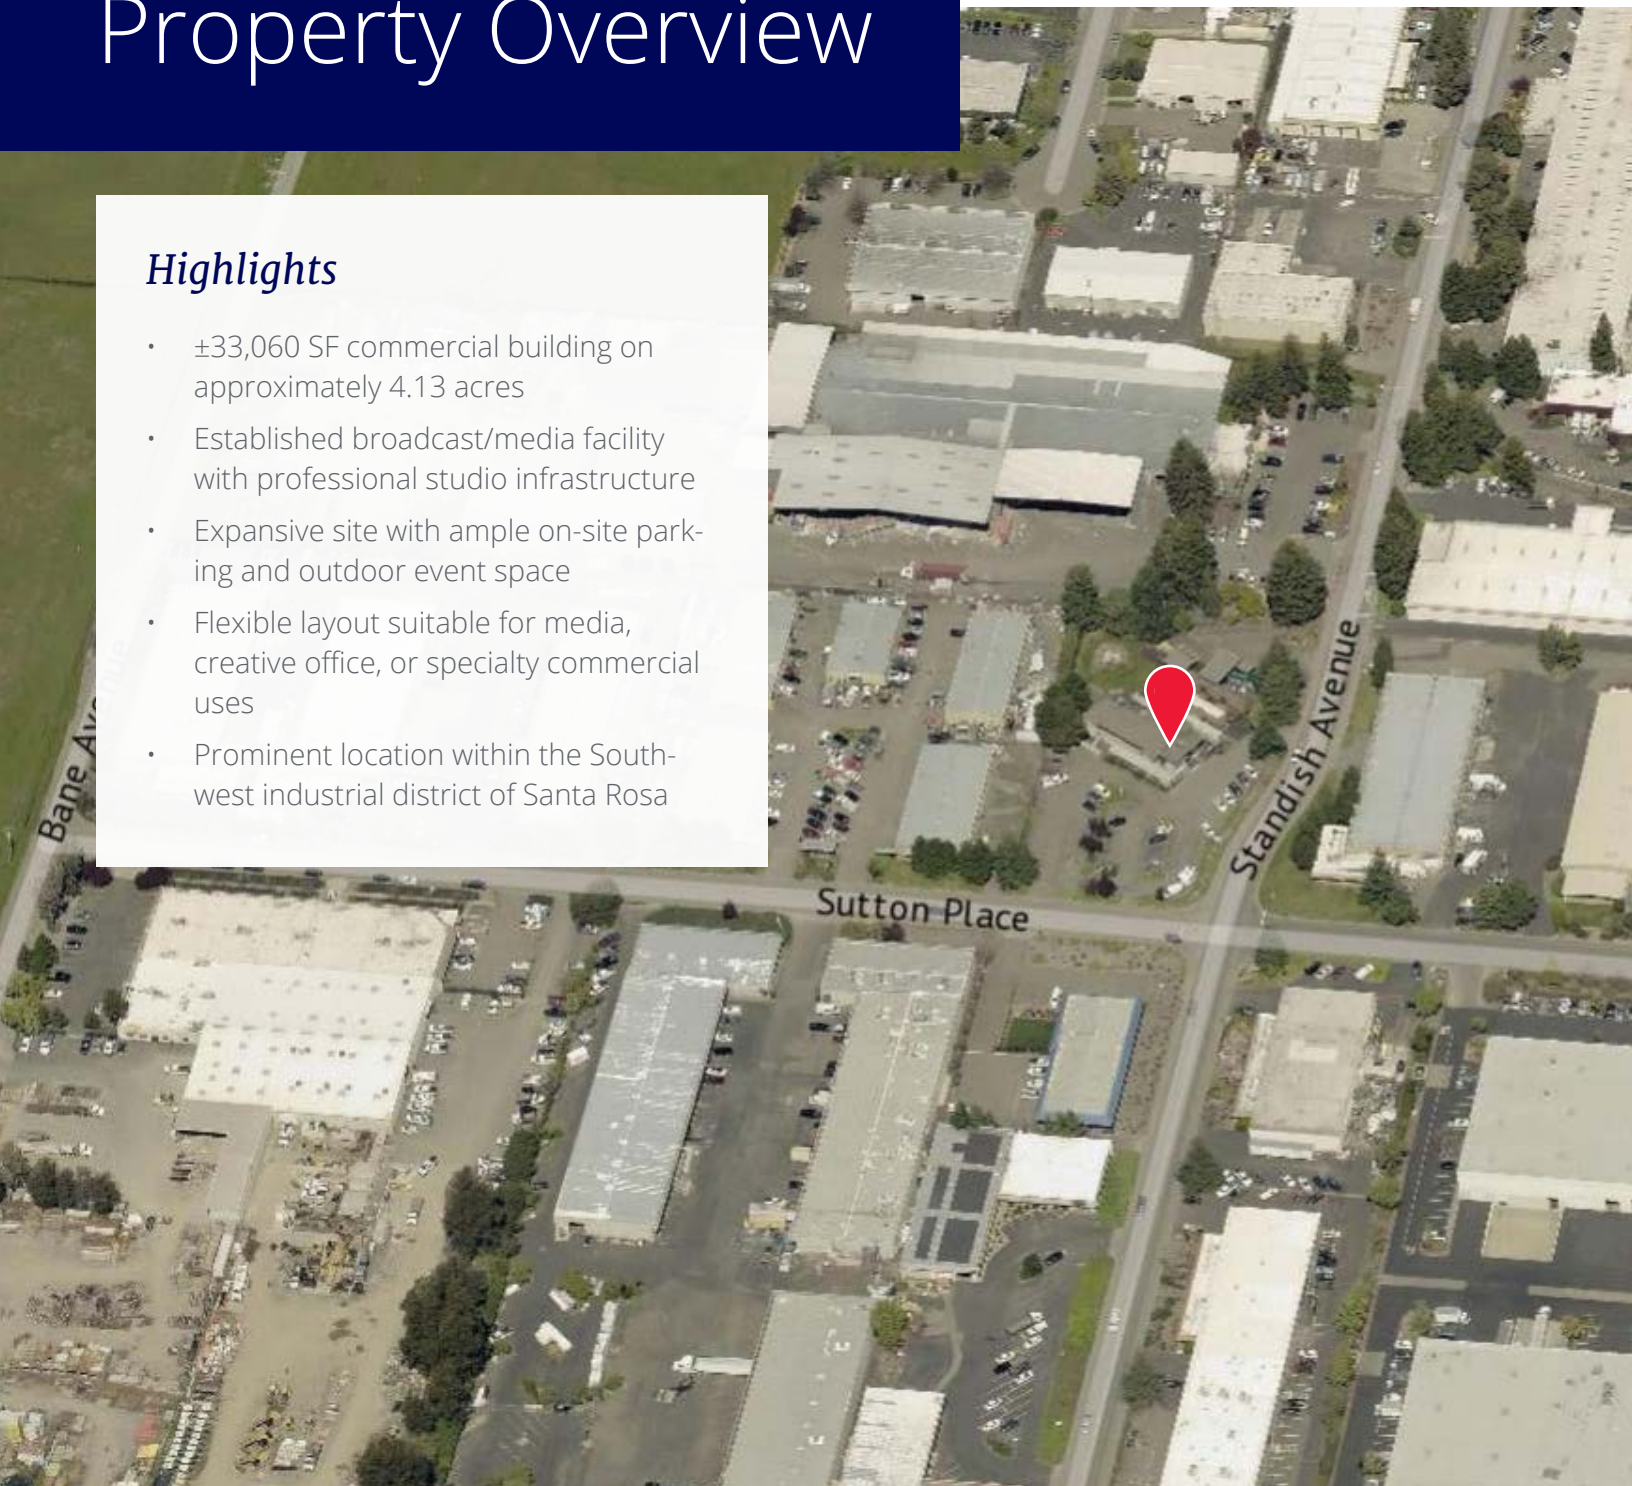 Property Overview
Highlights
• ±33,060 SF commercial building on
approximately 4.13 acres
• Established broadcast/media facility
with professional studio infrastructure
• Expansive site with ample on-site park-
ing and outdoor event space
• Flexible layout suitable for media,
creative office, or specialty commercial
uses
• Prominent location within the South-
west industrial district of Santa Rosa
Bane Avenue
Standish Avenue
Sutton Place